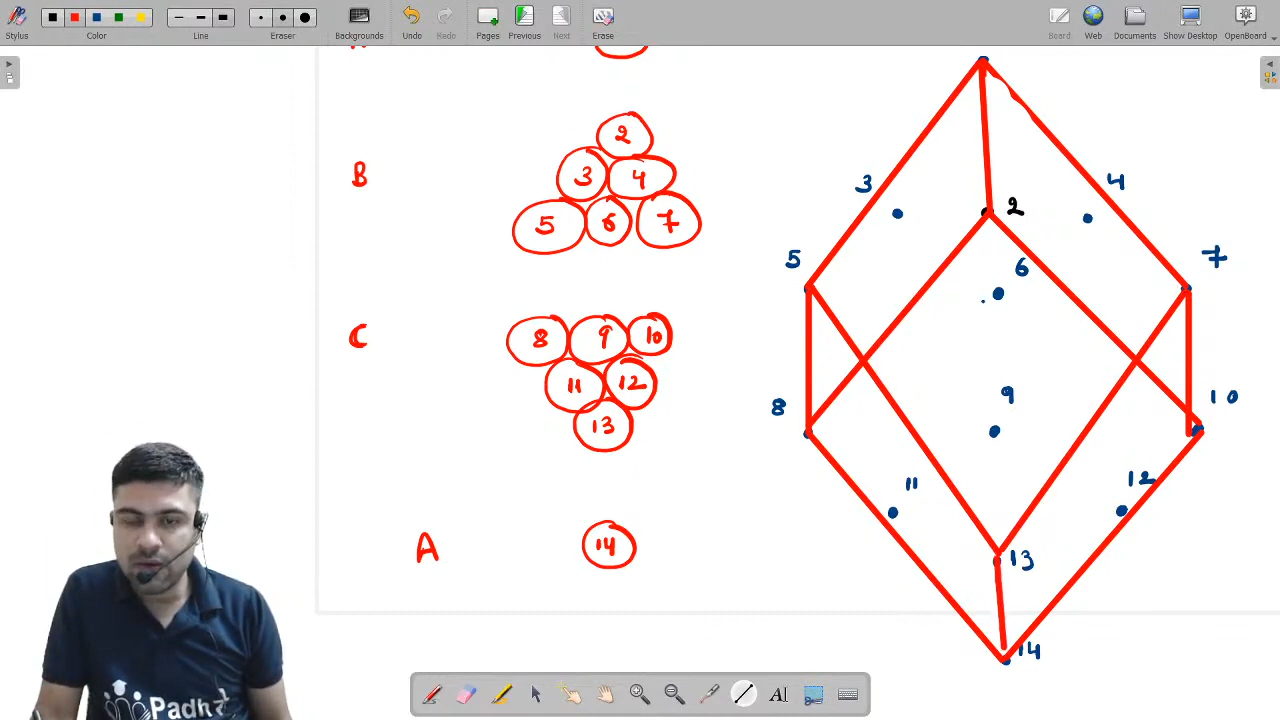 Stylus
Color
Line
Eraser
Backgrounds
Undo
Redo
Pages
Previous
Next
Erase
Board
Web
Documents
Show Desktop
OpenBoard
2
B
3 4
5 6 7
C
8 9 10
11 12
13
A
14
3
4
2
5
6
7
8
9
10
11
12
13
14
AI
Padh